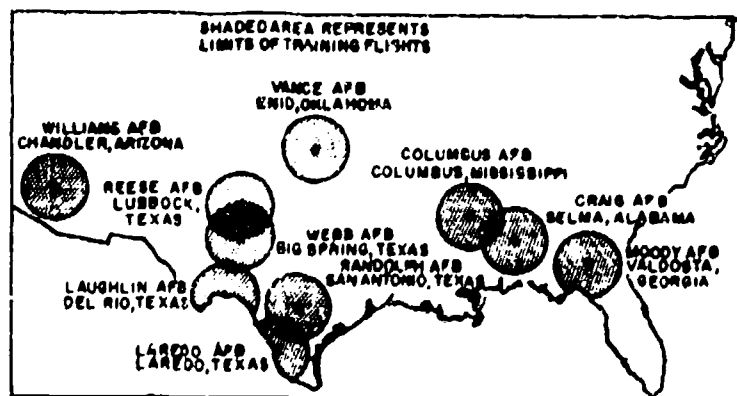 SHADED AREA REPRESENTS
LIMITS OF TRAINING FLIGHTS
VANCE AFB
ENID, OKLAHOMA
WILLIAMS AFB
CHANDLER, ARIZONA
COLUMBUS AFB
COLUMBUS, MISSISSIPPI
REESE AFB
LUBBOCK,
TEXAS
CRAIG AFB
SELMA, ALABAMA
WEBB AFB
BIG SPRING, TEXAS
MOODY AFB
VALDOSTA,
GEORGIA
RANDOLPH AFB
SAN ANTONIO, TEXAS
LAUGHLIN AFB
DEL RIO, TEXAS
LAREDO AFB
LAREDO, TEXAS